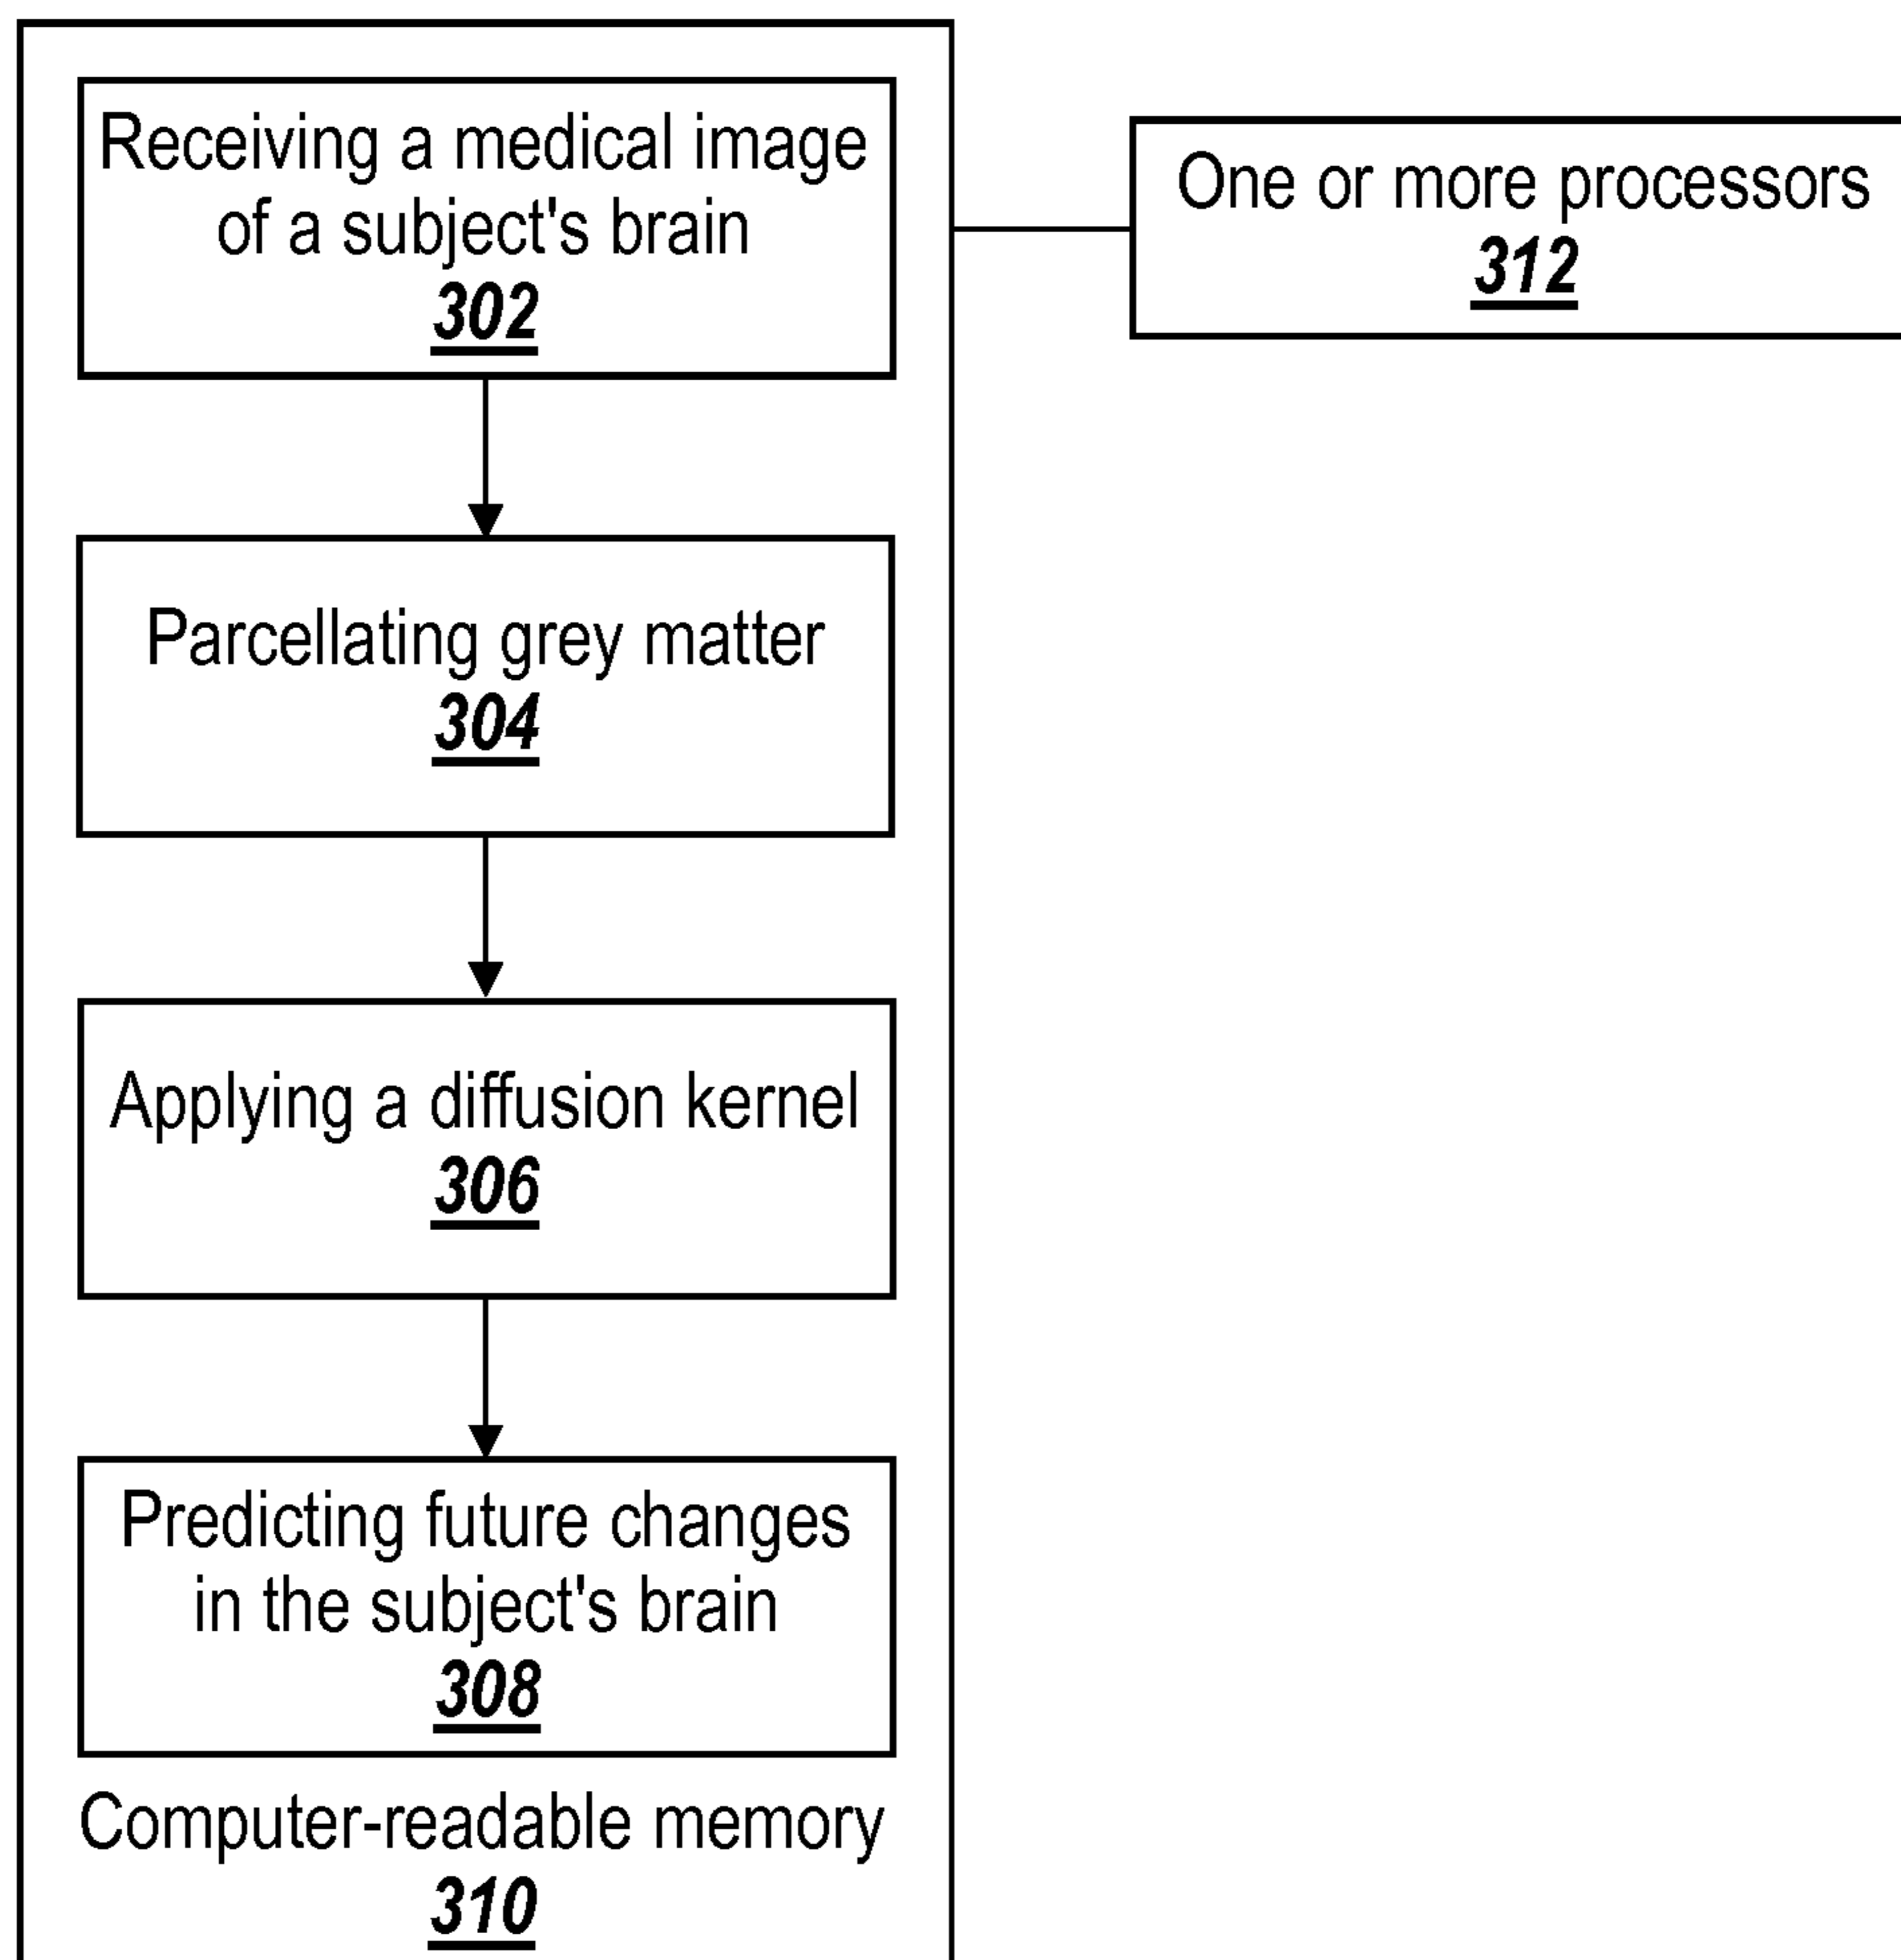 Receiving a medical image
of a subject's brain
302
One or more processors
312
Parcellating grey matter
304
Applying a diffusion kernel
306
Predicting future changes
in the subject's brain
308
Computer-readable memory
310